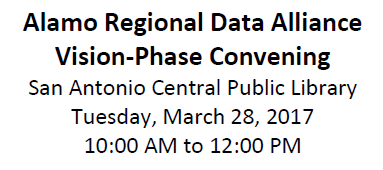 Alamo Regional Data Alliance
Vision-Phase Convening
San Antonio Central Public Library
Tuesday, March 28, 2017
10:00 AM to 12:00 PM